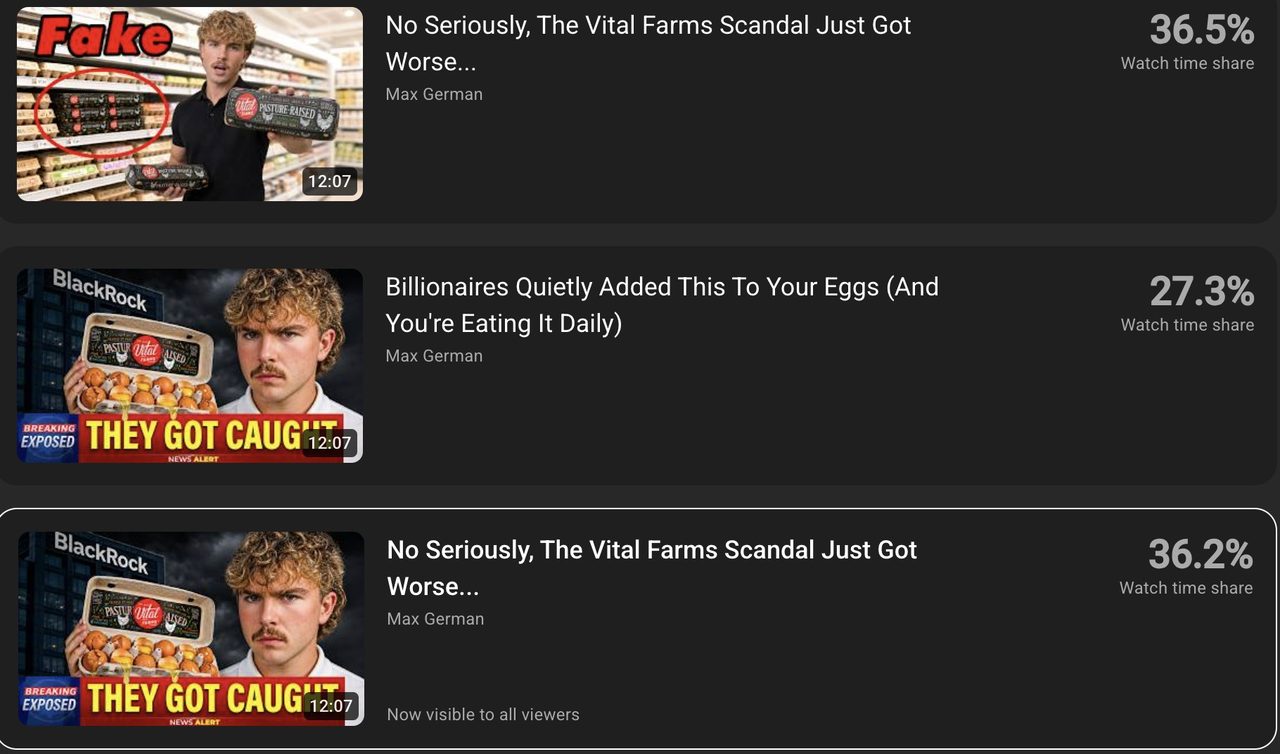 Fake
Vital
PASTURE-RAISED
12:07
No Seriously, The Vital Farms Scandal Just Got
Worse...
Max German
36.5%
Watch time share
BlackRock
Vital
FARMS
BREAKING
EXPOSED
THEY GOT CAUGHT
NEWS ALERT
12:07
Billionaires Quietly Added This To Your Eggs (And
You're Eating It Daily)
Max German
27.3%
Watch time share
BlackRock
Vital
FARMS
BREAKING
EXPOSED
THEY GOT CAUGHT
NEWS ALERT
12:07
No Seriously, The Vital Farms Scandal Just Got
Worse...
Max German
Now visible to all viewers
36.2%
Watch time share